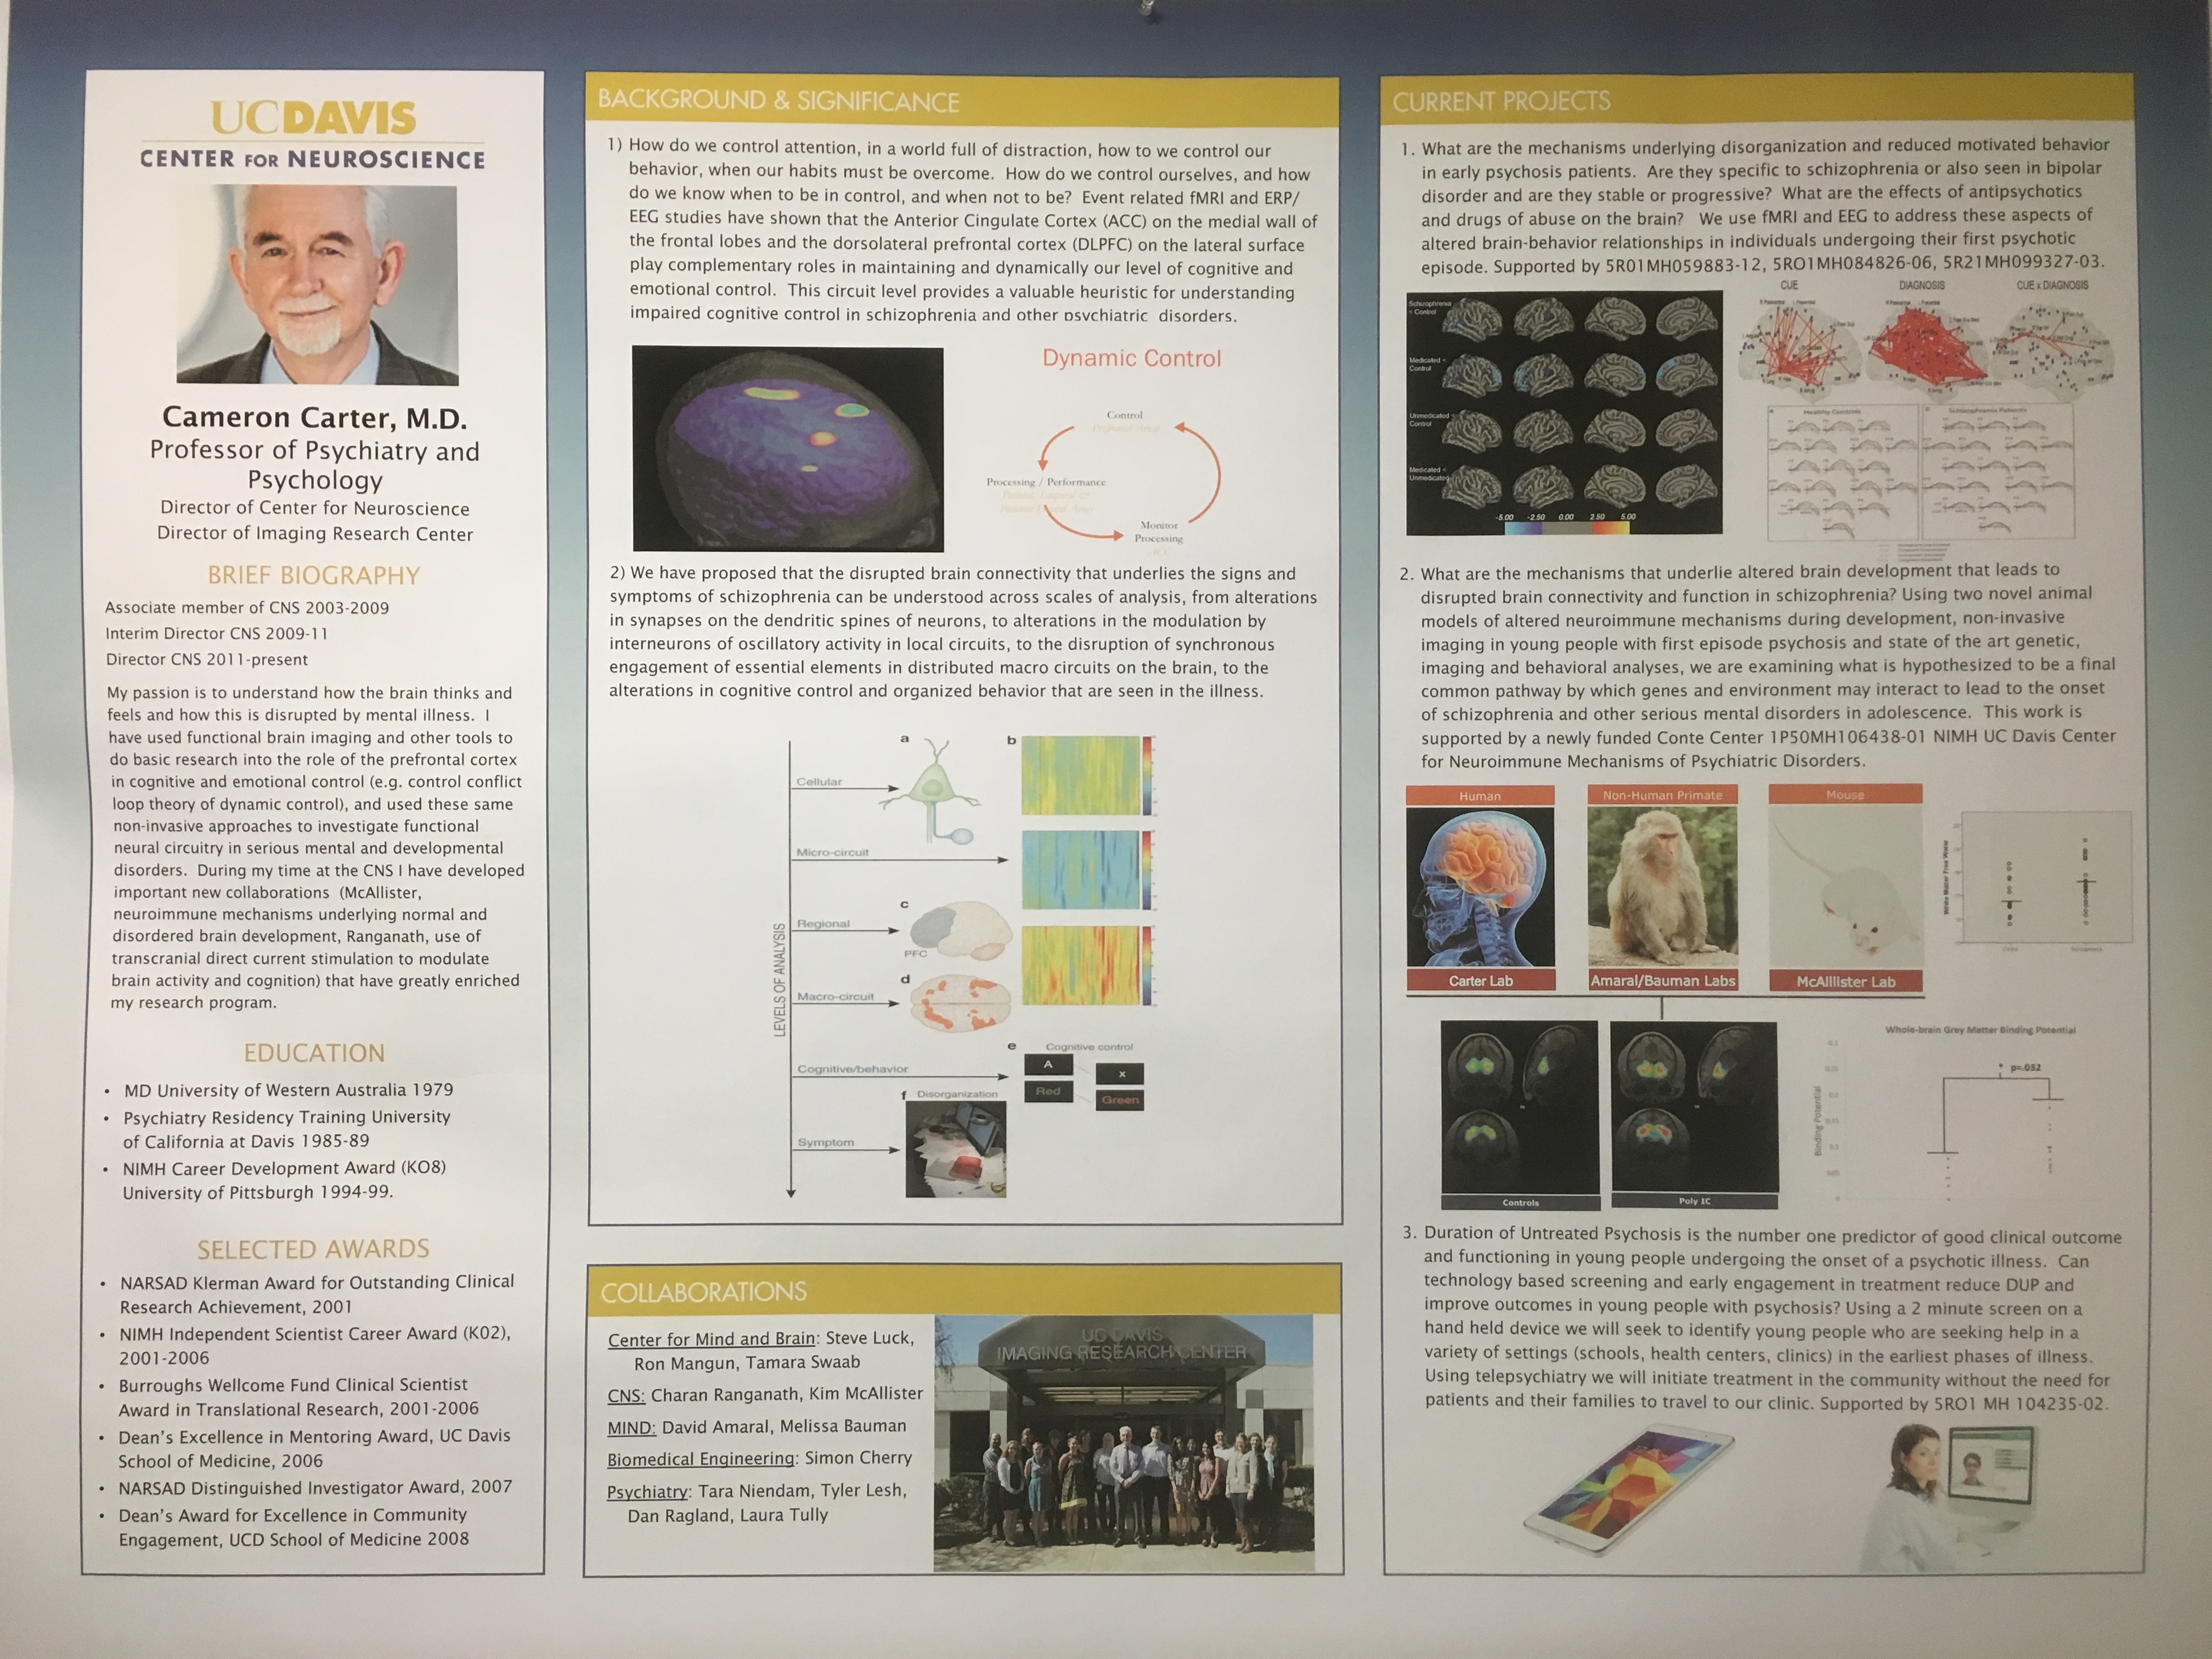 UCDAVIS
CENTER FOR NEUROSCIENCE
Cameron Carter, M.D.
Professor of Psychiatry and
Psychology
Director of Center for Neuroscience
Director of Imaging Research Center
BRIEF BIOGRAPHY
Associate member of CNS 2003-2009
Interim Director CNS 2009-11
Director CNS 2011-present
My passion is to understand how the brain thinks and
feels and how this is disrupted by mental illness. I
have used functional brain imaging and other tools to
do basic research into the role of the prefrontal cortex
in cognitive and emotional control (e.g. control conflict
loop theory of dynamic control), and used these same
non-invasive approaches to investigate functional
neural circuitry in serious mental and developmental
disorders. During my time at the CNS I have developed
important new collaborations (McAllister,
neuroimmune mechanisms underlying normal and
disordered brain development, Ranganath, use of
transcranial direct current stimulation to modulate
brain activity and cognition) that have greatly enriched
my research program.
EDUCATION
• MD University of Western Australia 1979
• Psychiatry Residency Training University
of California at Davis 1985-89
• NIMH Career Development Award (KO8)
University of Pittsburgh 1994-99.
SELECTED AWARDS
• NARSAD Klerman Award for Outstanding Clinical
Research Achievement, 2001
• NIMH Independent Scientist Career Award (K02),
2001-2006
• Burroughs Wellcome Fund Clinical Scientist
Award in Translational Research, 2001-2006
• Dean's Excellence in Mentoring Award, UC Davis
School of Medicine, 2006
• NARSAD Distinguished Investigator Award, 2007
• Dean's Award for Excellence in Community
Engagement, UCD School of Medicine 2008
BACKGROUND & SIGNIFICANCE
1) How do we control attention, in a world full of distraction, how to we control our
behavior, when our habits must be overcome. How do we control ourselves, and how
do we know when to be in control, and when not to be? Event related fMRI and ERP/
EEG studies have shown that the Anterior Cingulate Cortex (ACC) on the medial wall of
the frontal lobes and the dorsolateral prefrontal cortex (DLPFC) on the lateral surface
play complementary roles in maintaining and dynamically our level of cognitive and
emotional control. This circuit level provides a valuable heuristic for understanding
impaired cognitive control in schizophrenia and other psychiatric disorders.
Dynamic Control
Control
Processing / Performance
Monitor
Processing
2) We have proposed that the disrupted brain connectivity that underlies the signs and
symptoms of schizophrenia can be understood across scales of analysis, from alterations
in synapses on the dendritic spines of neurons, to alterations in the modulation by
interneurons of oscillatory activity in local circuits, to the disruption of synchronous
engagement of essential elements in distributed macro circuits on the brain, to the
alterations in cognitive control and organized behavior that are seen in the illness.
LEVELS OF ANALYSIS
a
b
Cellular
Micro-circuit
c
Regional
PFC
d
Macro-circuit
e Cognitive control
A
X
Red
Green
Cognitive/behavior
f Disorganization
Symptom
COLLABORATIONS
Center for Mind and Brain: Steve Luck,
Ron Mangun, Tamara Swaab
CNS: Charan Ranganath, Kim McAllister
MIND: David Amaral, Melissa Bauman
Biomedical Engineering: Simon Cherry
Psychiatry: Tara Niendam, Tyler Lesh,
Dan Ragland, Laura Tully
UC DAVIS
IMAGING RESEARCH CENTER
CURRENT PROJECTS
1. What are the mechanisms underlying disorganization and reduced motivated behavior
in early psychosis patients. Are they specific to schizophrenia or also seen in bipolar
disorder and are they stable or progressive? What are the effects of antipsychotics
and drugs of abuse on the brain? We use fMRI and EEG to address these aspects of
altered brain-behavior relationships in individuals undergoing their first psychotic
episode. Supported by 5R01MH059883-12, 5RO1MH084826-06, 5R21MH099327-03.
Schizophrenia
< Control
Medicated <
Control
Unmedicated <
Control
Medicated <
Unmedicated
-5.00 -2.50 0.00 2.50 5.00
CUE
DIAGNOSIS
CUE x DIAGNOSIS
Healthy Controls
Schizophrenia Patients
2. What are the mechanisms that underlie altered brain development that leads to
disrupted brain connectivity and function in schizophrenia? Using two novel animal
models of altered neuroimmune mechanisms during development, non-invasive
imaging in young people with first episode psychosis and state of the art genetic,
imaging and behavioral analyses, we are examining what is hypothesized to be a final
common pathway by which genes and environment may interact to lead to the onset
of schizophrenia and other serious mental disorders in adolescence. This work is
supported by a newly funded Conte Center 1P50MH106438-01 NIMH UC Davis Center
for Neuroimmune Mechanisms of Psychiatric Disorders.
Human
Non-Human Primate
Mouse
Carter Lab
Amaral/Bauman Labs
McAlllister Lab
White Matter Free Water
Controls
Poly IC
Whole-brain Grey Matter Binding Potential
Binding Potential
* p=.032
3. Duration of Untreated Psychosis is the number one predictor of good clinical outcome
and functioning in young people undergoing the onset of a psychotic illness. Can
technology based screening and early engagement in treatment reduce DUP and
improve outcomes in young people with psychosis? Using a 2 minute screen on a
hand held device we will seek to identify young people who are seeking help in a
variety of settings (schools, health centers, clinics) in the earliest phases of illness.
Using telepsychiatry we will initiate treatment in the community without the need for
patients and their families to travel to our clinic. Supported by 5RO1 MH 104235-02.